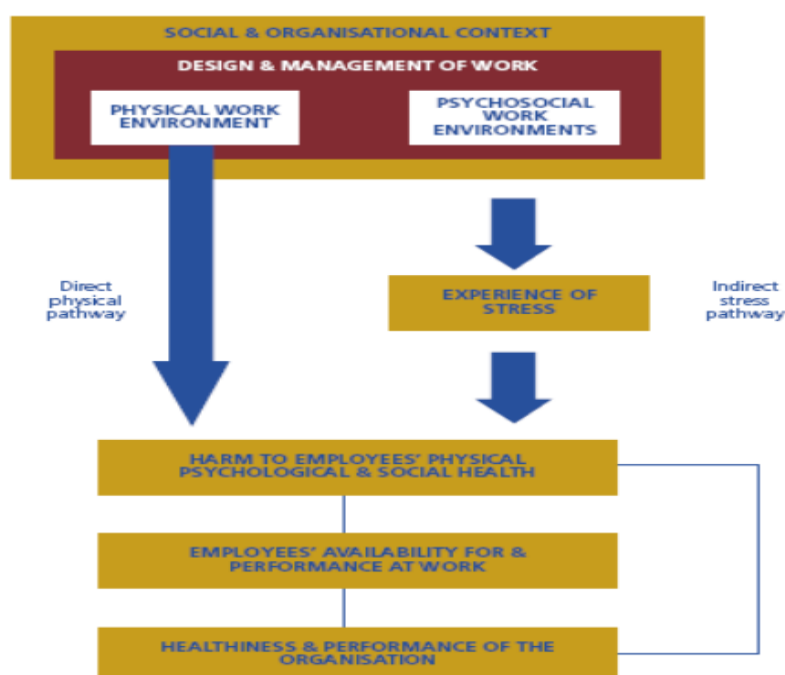 SOCIAL & ORGANISATIONAL CONTEXT
DESIGN & MANAGEMENT OF WORK
PHYSICAL WORK
ENVIRONMENT
PSYCHOSOCIAL
WORK
ENVIRONMENTS
Direct
physical
pathway
EXPERIENCE OF
STRESS
Indirect
stress
pathway
HARM TO EMPLOYEES’ PHYSICAL
PSYCHOLOGICAL & SOCIAL HEALTH
EMPLOYEES’ AVAILABILITY FOR &
PERFORMANCE AT WORK
HEALTHINESS & PERFORMANCE OF THE
ORGANISATION